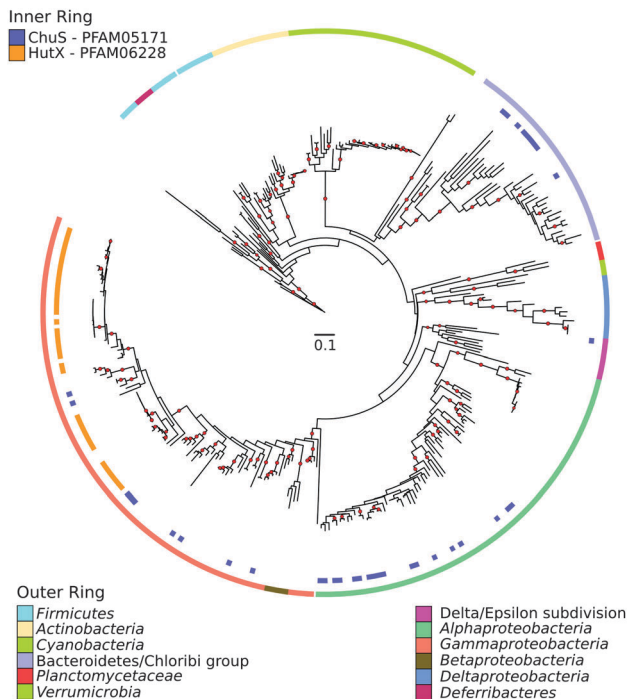 Inner Ring
ChuS - PFAM05171
HutX - PFAM06228
0.1
Outer Ring
Firmicutes
Actinobacteria
Cyanobacteria
Bacteroidetes/Chloribi group
Planctomycetaceae
Verrumicrobia
Delta/Epsilon subdivision
Alphaproteobacteria
Gammaproteobacteria
Betaproteobacteria
Deltaproteobacteria
Deferribacteres